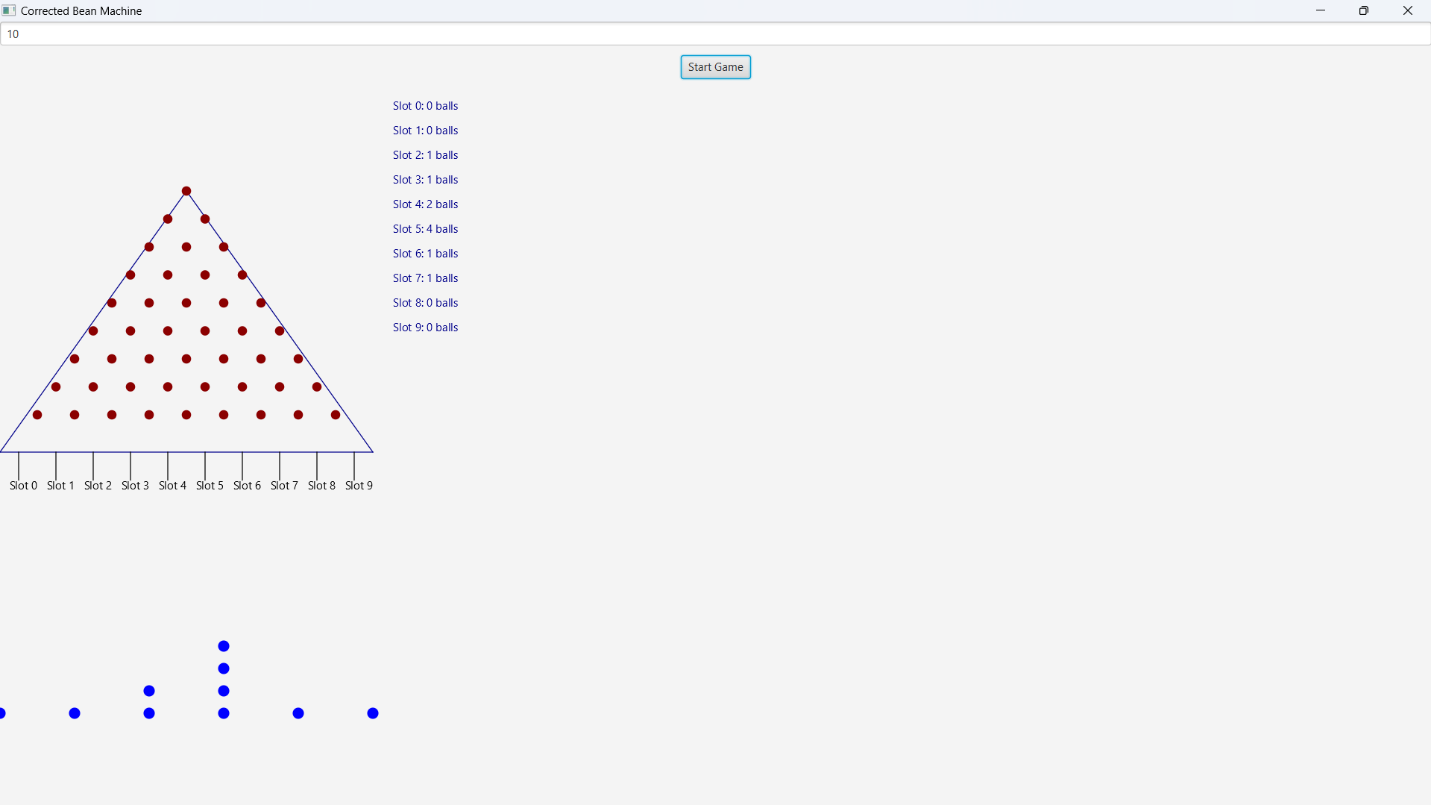 Corrected Bean Machine
10
Start Game
Slot 0: 0 balls
Slot 1: 0 balls
Slot 2: 1 balls
Slot 3: 1 balls
Slot 4: 2 balls
Slot 5: 4 balls
Slot 6: 1 balls
Slot 7: 1 balls
Slot 8: 0 balls
Slot 9: 0 balls
Slot 0 Slot 1 Slot 2 Slot 3 Slot 4 Slot 5 Slot 6 Slot 7 Slot 8 Slot 9